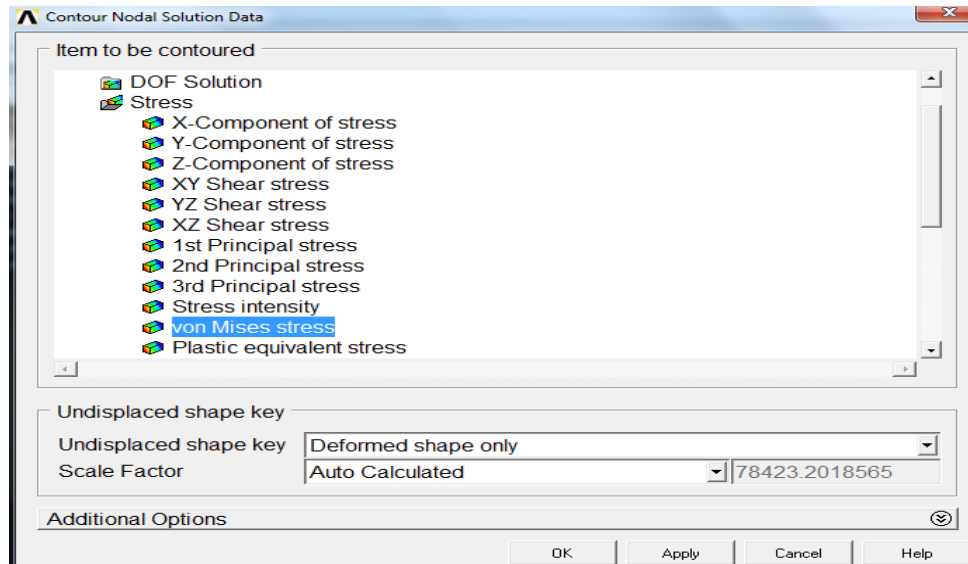 Contour Nodal Solution Data
Item to be contoured
DOF Solution
Stress
X-Component of stress
Y-Component of stress
Z-Component of stress
XY Shear stress
YZ Shear stress
XZ Shear stress
1st Principal stress
2nd Principal stress
3rd Principal stress
Stress intensity
von Mises stress
Plastic equivalent stress
Undisplaced shape key
Undisplaced shape key Deformed shape only
Scale Factor Auto Calculated 78423.2018565
Additional Options
OK Apply Cancel Help